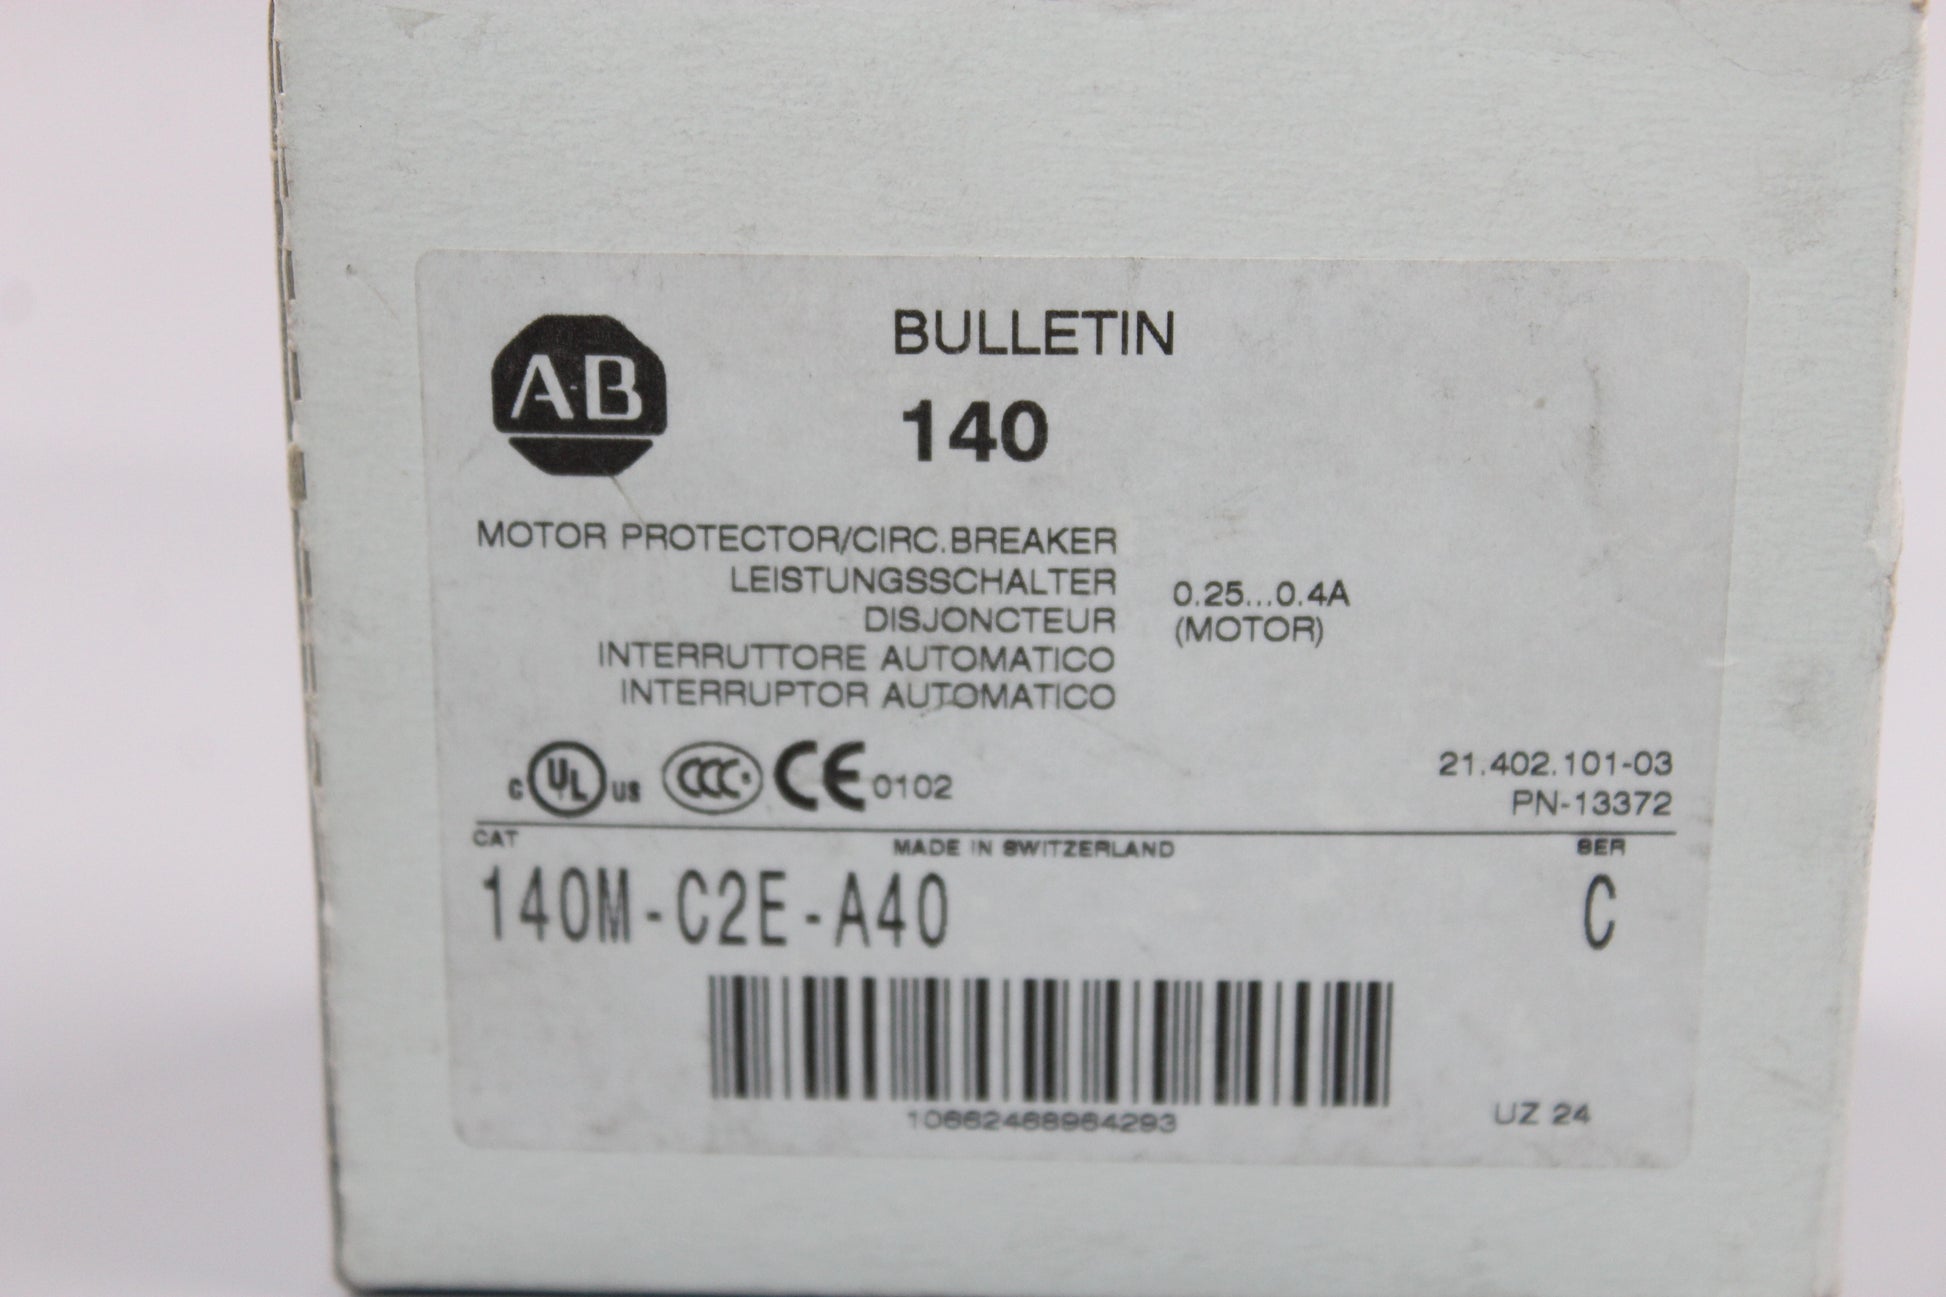 A-B
BULLETIN
140
MOTOR PROTECTOR/CIRC.BREAKER
LEISTUNGSSCHALTER
DISJONCTEUR
INTERRUTTORE AUTOMATICO
INTERRUPTOR AUTOMATICO
0.25...0.4A
(MOTOR)
C UL US CCC CE 0102
21.402.101-03
PN-13372
CAT MADE IN SWITZERLAND SER
140M-C2E-A40 C
10662468964293
UZ 24